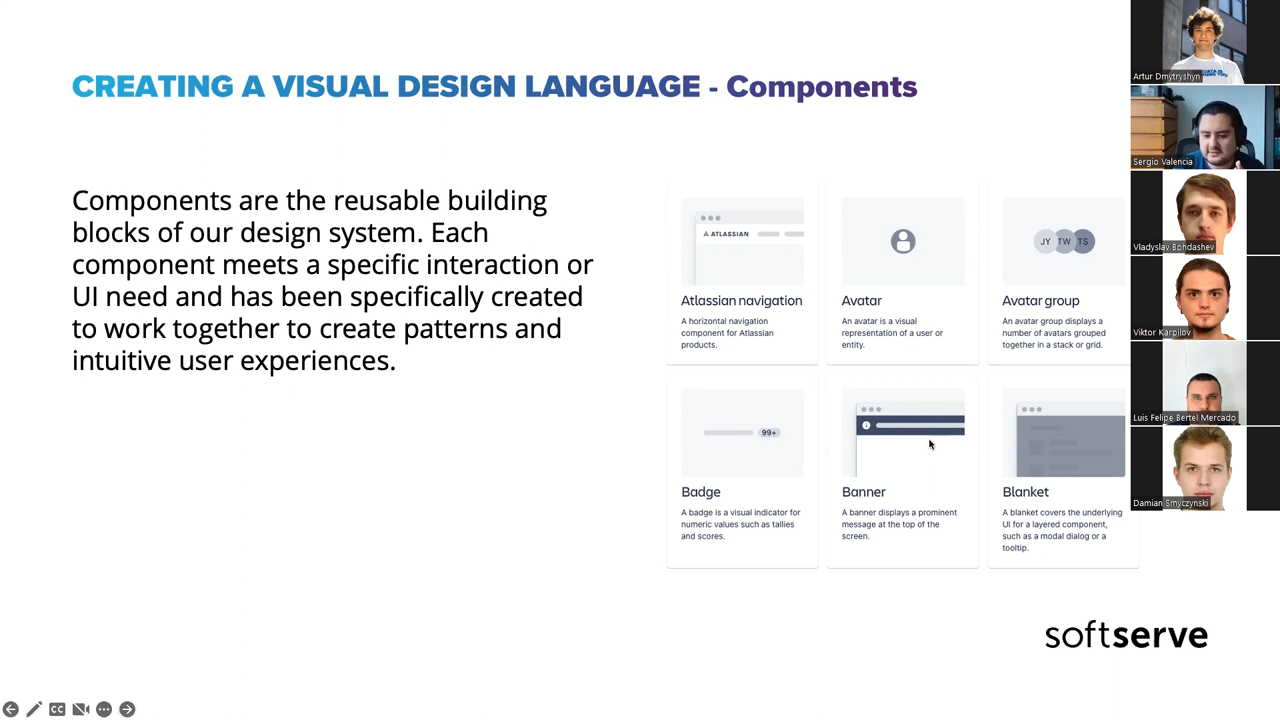 CREATING A VISUAL DESIGN LANGUAGE - Components
Components are the reusable building
blocks of our design system. Each
component meets a specific interaction or
UI need and has been specifically created
to work together to create patterns and
intuitive user experiences.
ATLASSIAN
Atlassian navigation
A horizontal navigation
component for Atlassian
products.
Avatar
An avatar is a visual
representation of a user or
entity.
JY TW TS
Avatar group
An avatar group displays a
number of avatars grouped
together in a stack or grid.
99+
Badge
A badge is a visual indicator for
numeric values such as tallies
and scores.
Banner
A banner displays a prominent
message at the top of the
screen.
Blanket
A blanket covers the underlying
UI for a layered component,
such as a modal dialog or a
tooltip.
softserve
CC
Artur Dmytryshyn
Sergio Valencia
Vladyslav Bohdashev
Viktor Karpilov
Luis Felipe Bertel Mercado
Damian Smyczynski